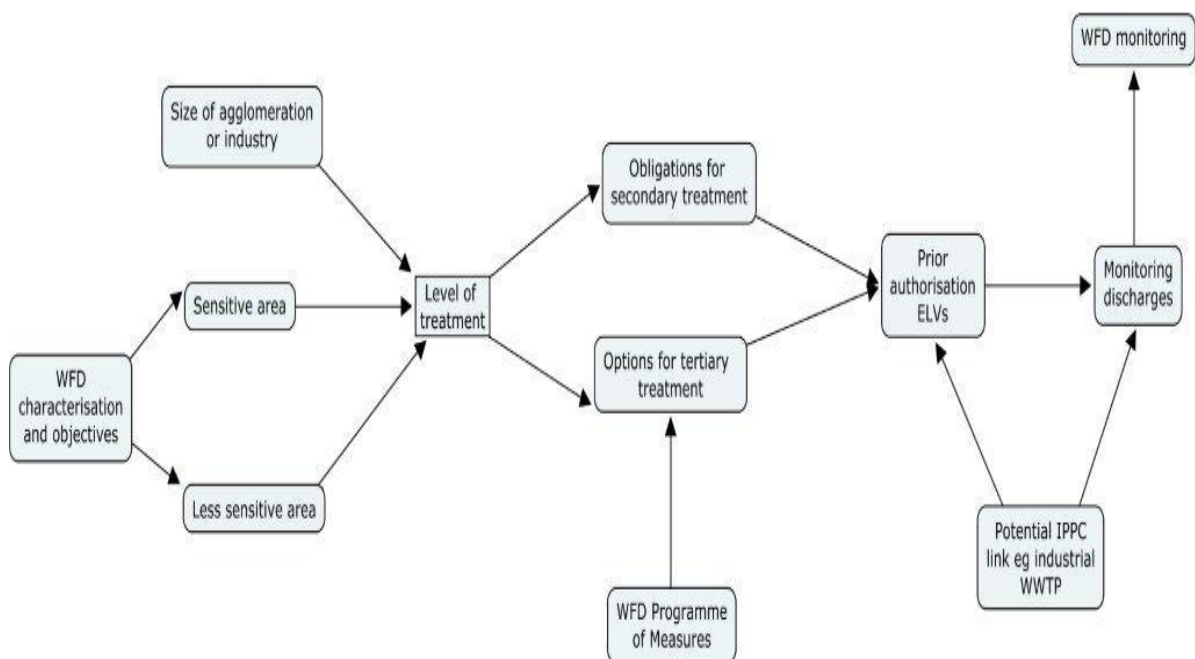 WFD monitoring
Size of agglomeration
or industry
Obligations for
secondary treatment
Prior
authorisation
ELVs
Monitoring
discharges
Sensitive area
Level of
treatment
WFD
characterisation
and objectives
Options for tertiary
treatment
Less sensitive area
Potential IPPC
link eg industrial
WWTP
WFD Programme
of Measures